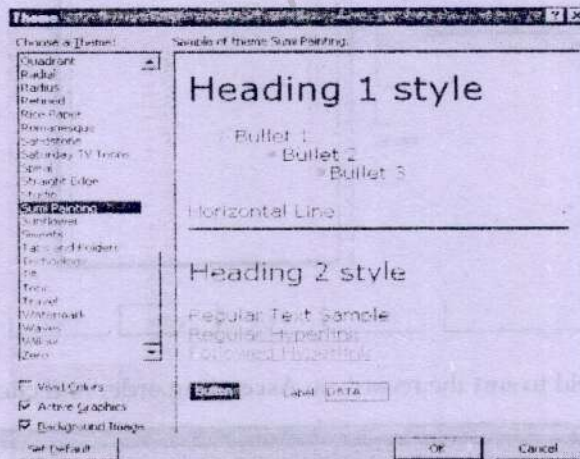 Theme
Choose a Theme:
Sample of theme Sumi Painting:
Quadrant
Radial
Radius
Refined
Rice Paper
Romanesque
Sandstone
Saturday TV Toons
Spiral
Straight Edge
Studio
Sumi Painting
Sunflower
Sweets
Tabs and Folders
Technology
Topic
Travel
Watermark
Waves
Willow
Zero
Vivid Colors
Active Graphics
Background Image
Set Default
Heading 1 style
Bullet 1
Bullet 2
Bullet 3
Horizontal Line
Heading 2 style
Regular Text Sample
Regular Hyperlink
Followed Hyperlink
Button
Label
DATA
OK
Cancel